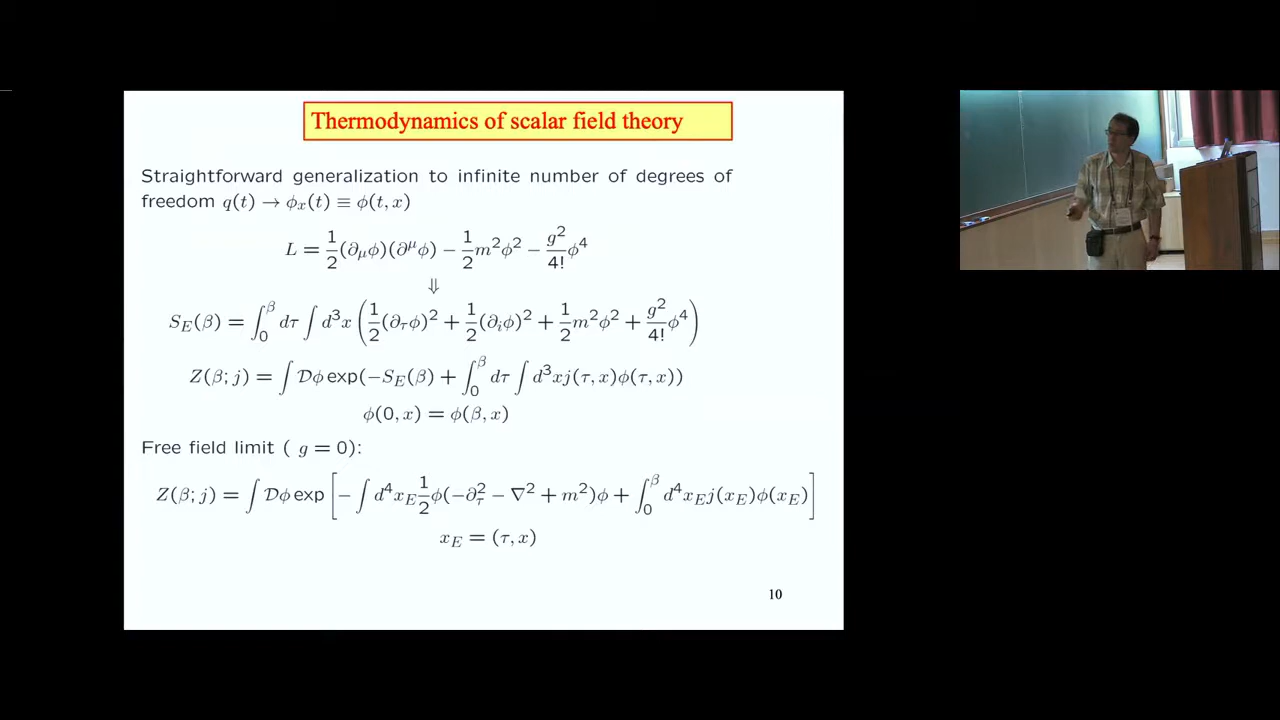 Thermodynamics of scalar field theory
Straightforward generalization to infinite number of degrees of
freedom q(t) → ϕₓ(t) ≡ ϕ(t, x)
L = 1/2 (∂_μϕ)(∂^μϕ) − 1/2 m²ϕ² − g²/4! ϕ⁴
⇓
S_E(β) = ∫₀^β dτ ∫ d³x ( 1/2 (∂_τϕ)² + 1/2 (∂_iϕ)² + 1/2 m²ϕ² + g²/4! ϕ⁴ )
Z(β; j) = ∫ 𝒟ϕ exp(−S_E(β) + ∫₀^β dτ ∫ d³xj(τ, x)ϕ(τ, x))
ϕ(0, x) = ϕ(β, x)
Free field limit ( g = 0):
Z(β; j) = ∫ 𝒟ϕ exp [ − ∫ d⁴x_E 1/2 ϕ(−∂²_τ − ∇² + m²)ϕ + ∫₀^β d⁴x_E j(x_E)ϕ(x_E) ]
x_E = (τ, x)
10